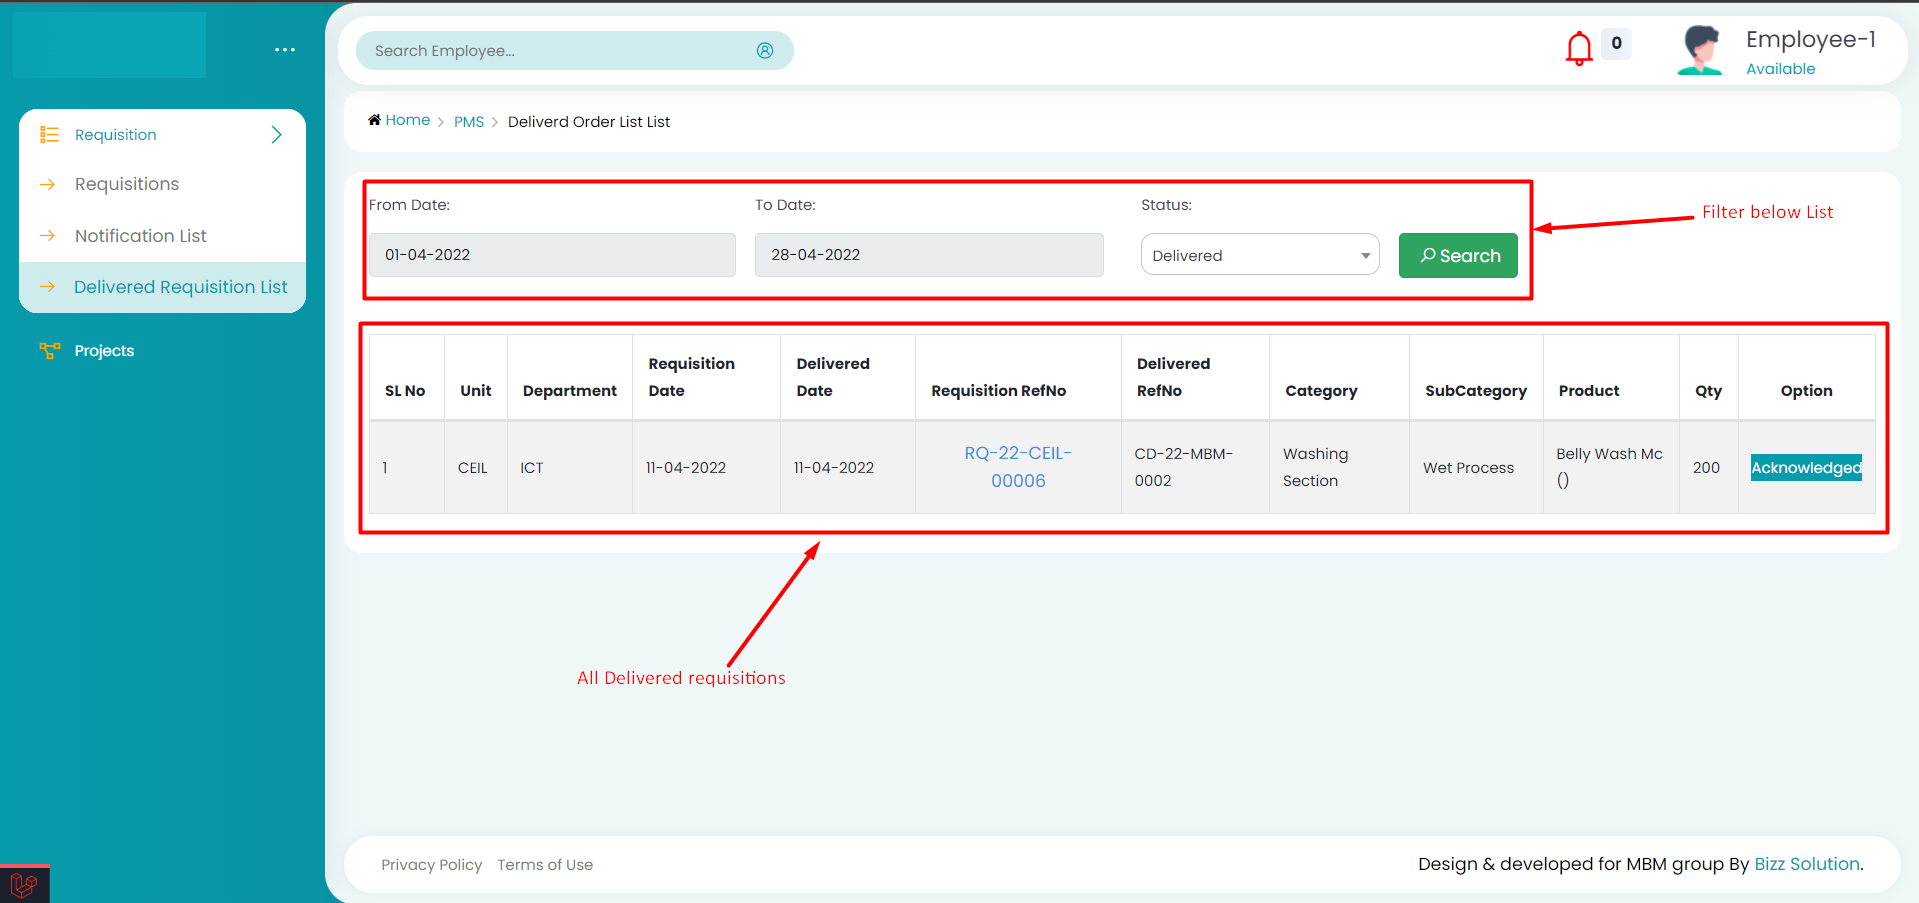 ...
Search Employee...
0
Employee-1
Available
Requisition
Requisitions
Notification List
Delivered Requisition List
Projects
Home > PMS > Deliverd Order List List
From Date:
To Date:
Status:
01-04-2022
28-04-2022
Delivered
Search
Filter below List
SL No
Unit
Department
Requisition
Date
Delivered
Date
Requisition RefNo
Delivered
RefNo
Category
SubCategory
Product
Qty
Option
1
CEIL
ICT
11-04-2022
11-04-2022
RQ-22-CEIL-
00006
CD-22-MBM-
0002
Washing
Section
Wet Process
Belly Wash Mc
()
200
Acknowledged
All Delivered requisitions
Privacy Policy Terms of Use
Design & developed for MBM group By Bizz Solution.